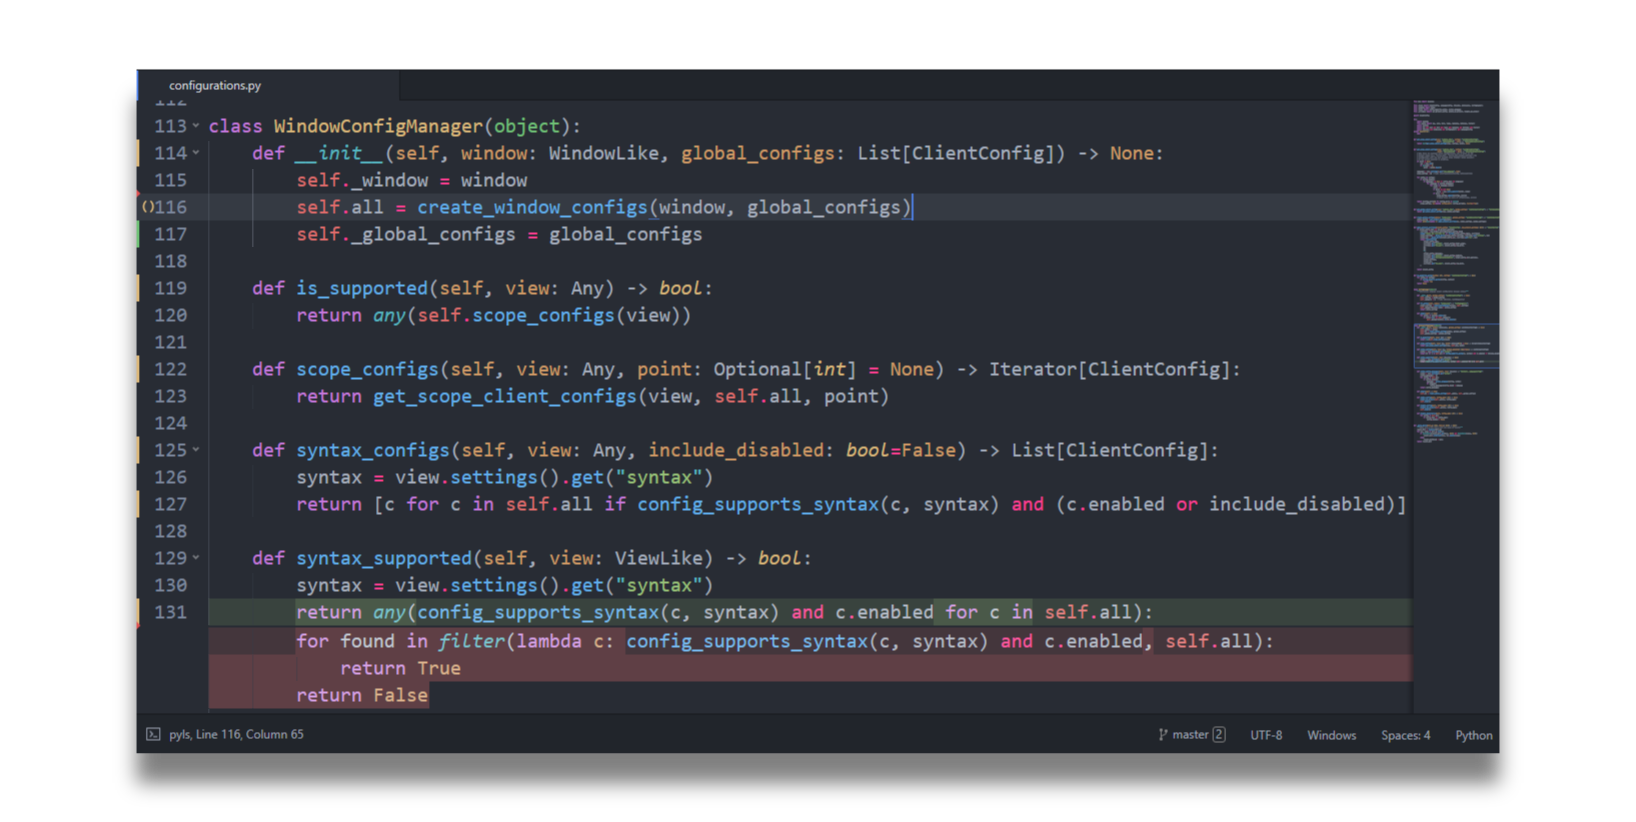 configurations.py
112
113 class WindowConfigManager(object):
114 def __init__(self, window: WindowLike, global_configs: List[ClientConfig]) -> None:
115 self._window = window
()116 self.all = create_window_configs(window, global_configs)
117 self._global_configs = global_configs
118
119 def is_supported(self, view: Any) -> bool:
120 return any(self.scope_configs(view))
121
122 def scope_configs(self, view: Any, point: Optional[int] = None) -> Iterator[ClientConfig]:
123 return get_scope_client_configs(view, self.all, point)
124
125 def syntax_configs(self, view: Any, include_disabled: bool=False) -> List[ClientConfig]:
126 syntax = view.settings().get("syntax")
127 return [c for c in self.all if config_supports_syntax(c, syntax) and (c.enabled or include_disabled)]
128
129 def syntax_supported(self, view: ViewLike) -> bool:
130 syntax = view.settings().get("syntax")
131 return any(config_supports_syntax(c, syntax) and c.enabled for c in self.all):
for found in filter(lambda c: config_supports_syntax(c, syntax) and c.enabled, self.all):
return True
return False
pyls, Line 116, Column 65 master 2 UTF-8 Windows Spaces: 4 Python